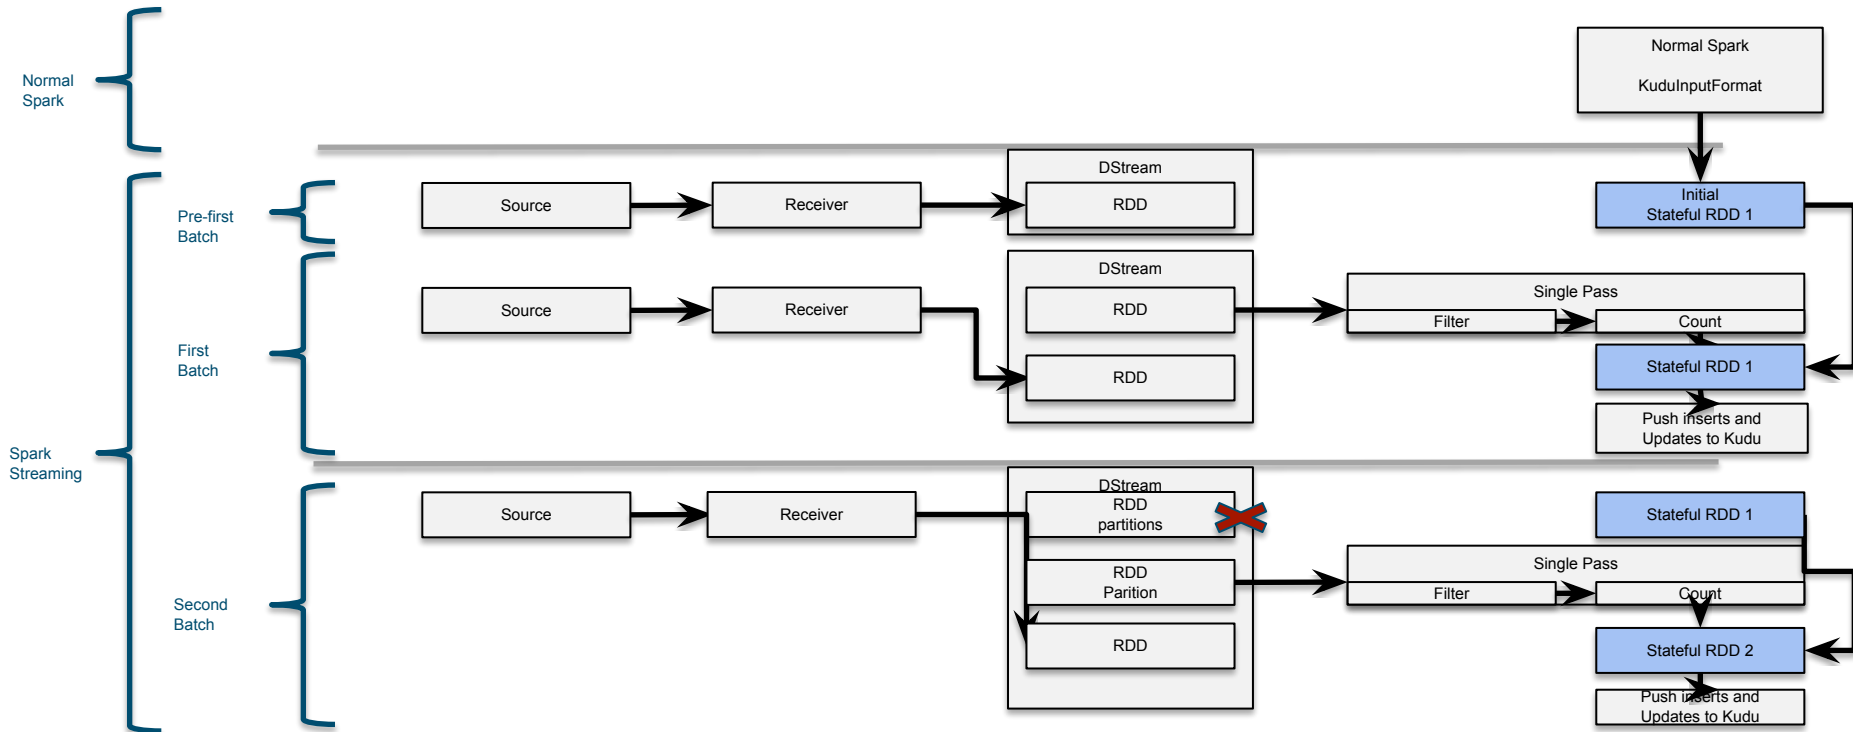 Normal
Spark
Normal Spark
KuduInputFormat
Pre-first
Batch
Source
Receiver
DStream
RDD
Initial
Stateful RDD 1
First
Batch
Source
Receiver
DStream
RDD
RDD
Single Pass
Filter
Count
Stateful RDD 1
Push inserts and
Updates to Kudu
Spark
Streaming
Second
Batch
Source
Receiver
DStream
RDD
partitions
RDD
Parition
RDD
Stateful RDD 1
Single Pass
Filter
Count
Stateful RDD 2
Push inserts and
Updates to Kudu